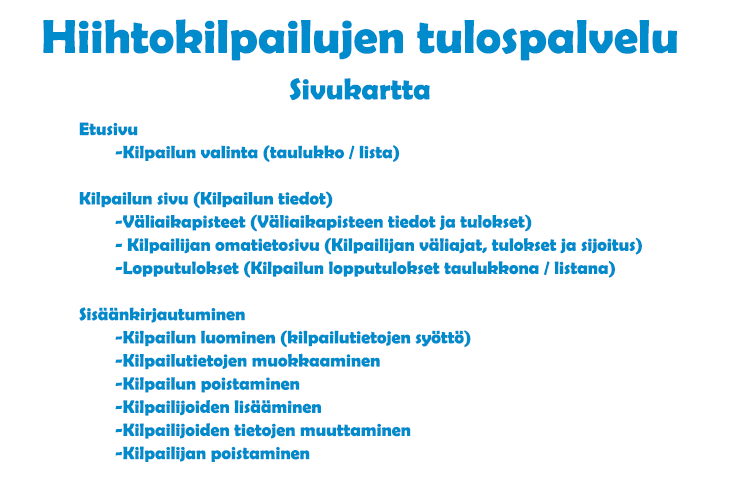 Hiihtokilpailujen tulospalvelu
Sivukartta
Etusivu
-Kilpailun valinta (taulukko / lista)
Kilpailun sivu (Kilpailun tiedot)
-Väliaikapisteet (Väliaikapisteen tiedot ja tulokset)
- Kilpailijan omatietosivu (Kilpailijan väliajat, tulokset ja sijoitus)
-Lopputulokset (Kilpailun lopputulokset taulukkona / listana)
Sisäänkirjautuminen
-Kilpailun luominen (kilpailutietojen syöttö)
-Kilpailutietojen muokkaaminen
-Kilpailun poistaminen
-Kilpailijoiden lisääminen
-Kilpailijoiden tietojen muuttaminen
-Kilpailijan poistaminen